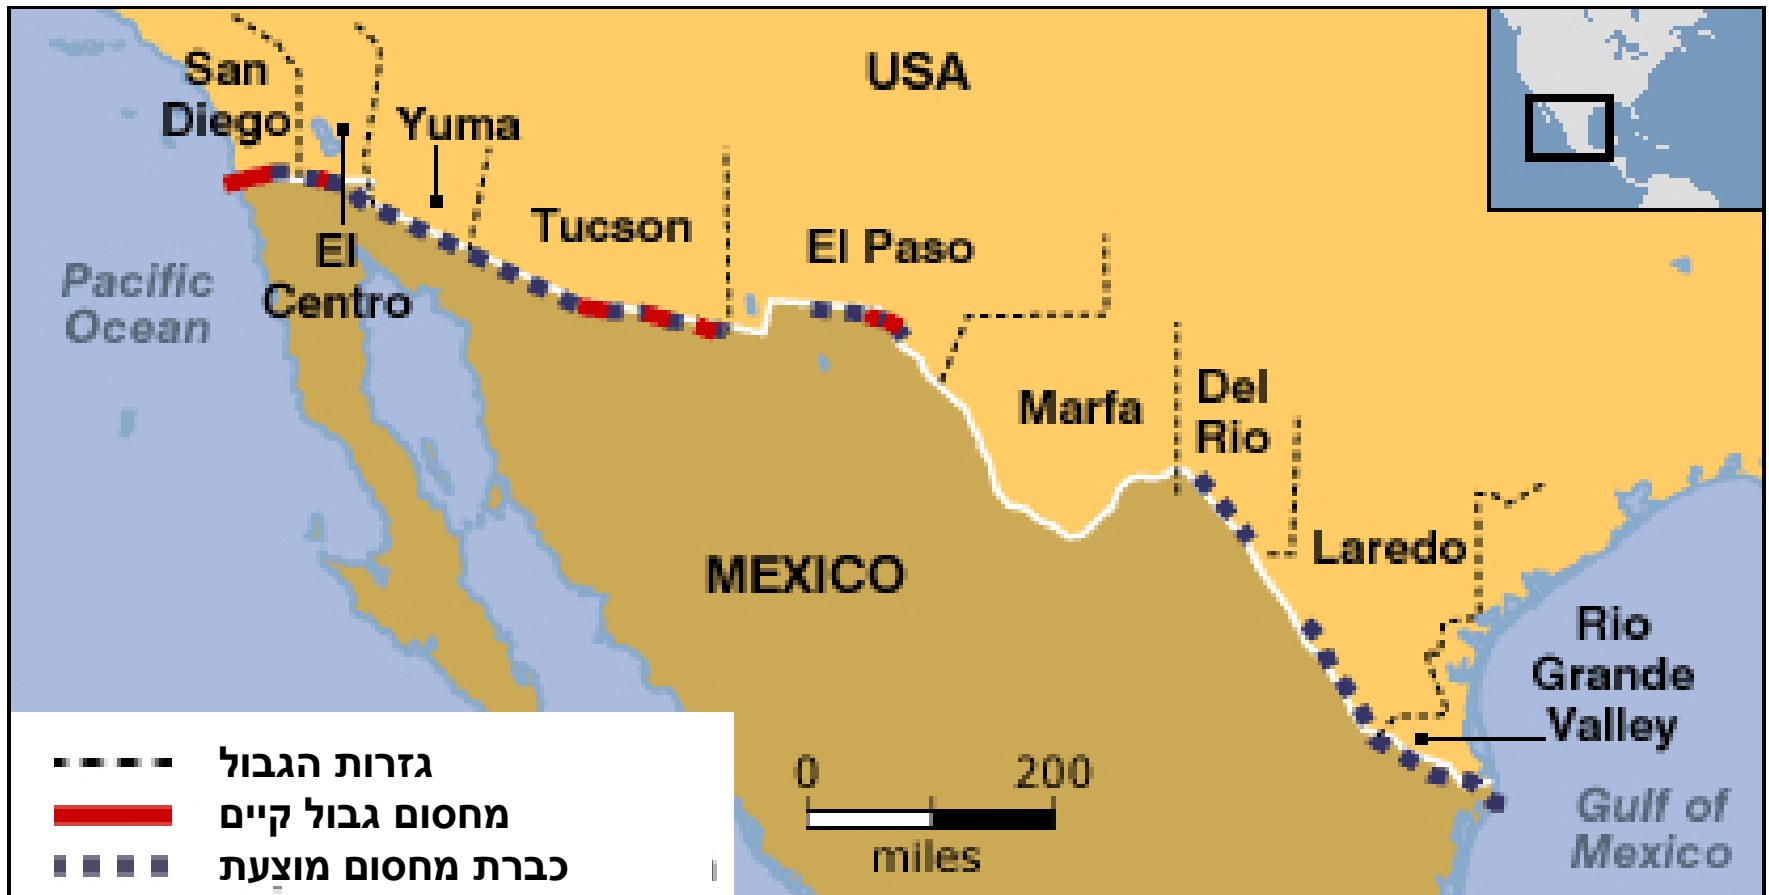 USA
San
Diego
Yuma
Tucson
El Paso
El
Centro
Pacific
Ocean
Marfa
Del
Rio
Laredo
MEXICO
Rio
Grande
Valley
Gulf of
Mexico
0 200
miles
גזרות הגבול
מחסום גבול קיים
כברת מחסום מוצעת